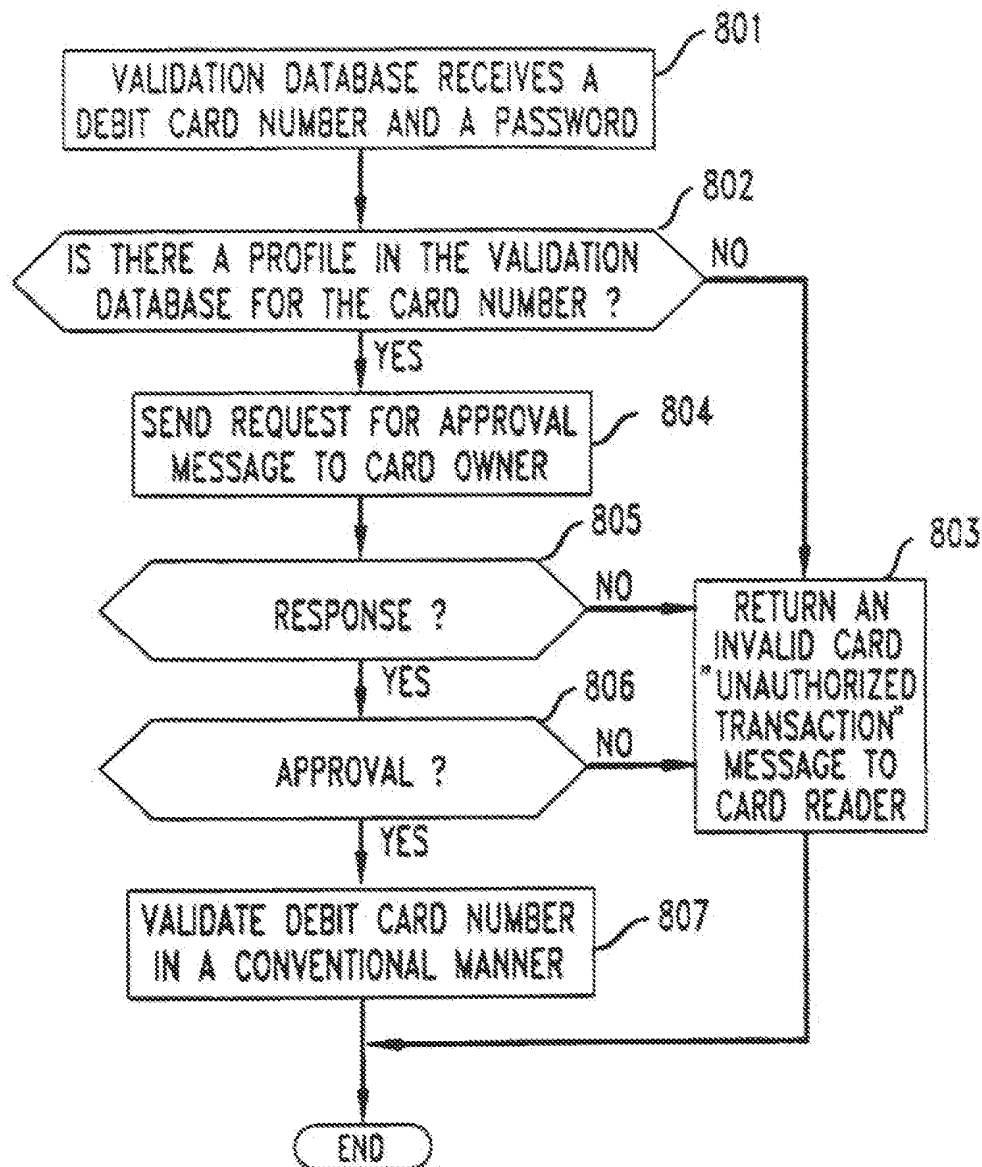 801
VALIDATION DATABASE RECEIVES A
DEBIT CARD NUMBER AND A PASSWORD
802
IS THERE A PROFILE IN THE VALIDATION
DATABASE FOR THE CARD NUMBER ?
NO
YES
804
SEND REQUEST FOR APPROVAL
MESSAGE TO CARD OWNER
805
RESPONSE ?
NO
YES
803
RETURN AN
INVALID CARD
"UNAUTHORIZED
TRANSACTION"
MESSAGE TO
CARD READER
806
APPROVAL ?
NO
YES
807
VALIDATE DEBIT CARD NUMBER
IN A CONVENTIONAL MANNER
END